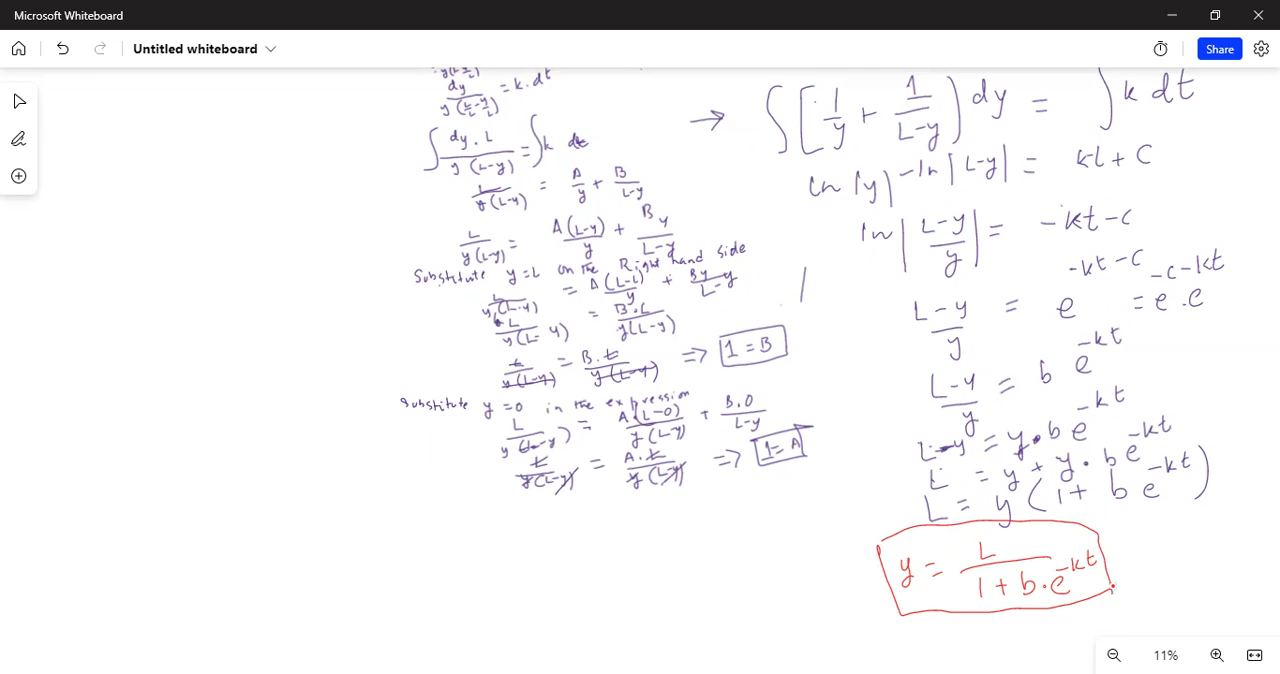 Microsoft Whiteboard
Untitled whiteboard
Share
dy / y(L/L - y/L) = k.dt
∫ dy.L / y(L-y) = ∫ k dt
L / y(L-y) = A/y + B/L-y
L / y(L-y) = A(L-y) / y + By / L-y
Substitute y=L on the Right hand side
L / y(L-y) = A(L-L) / y + By / L-y
L / y(L-y) = B.L / y(L-y)
L / y(L-y) = B.L / y(L-y) => 1=B
Substitute y=0 in the expression
L / y(L-y) = A.(L-0) / y(L-y) + B.0 / L-y
L / y(L-y) = A.L / y(L-y) => 1=A
→ ∫ [1/y + 1/L-y) dy = ∫ k dt
ln|y| - ln|L-y| = kt + C
ln |L-y / y| = -kt-c
L-y / y = e^-kt-c = e^-c . e^-kt
L-y / y = b e^-kt
L-y = y.b e^-kt
L = y + y.b e^-kt
L = y (1+ b e^-kt)
y = L / 1+b.e^-kt
11%